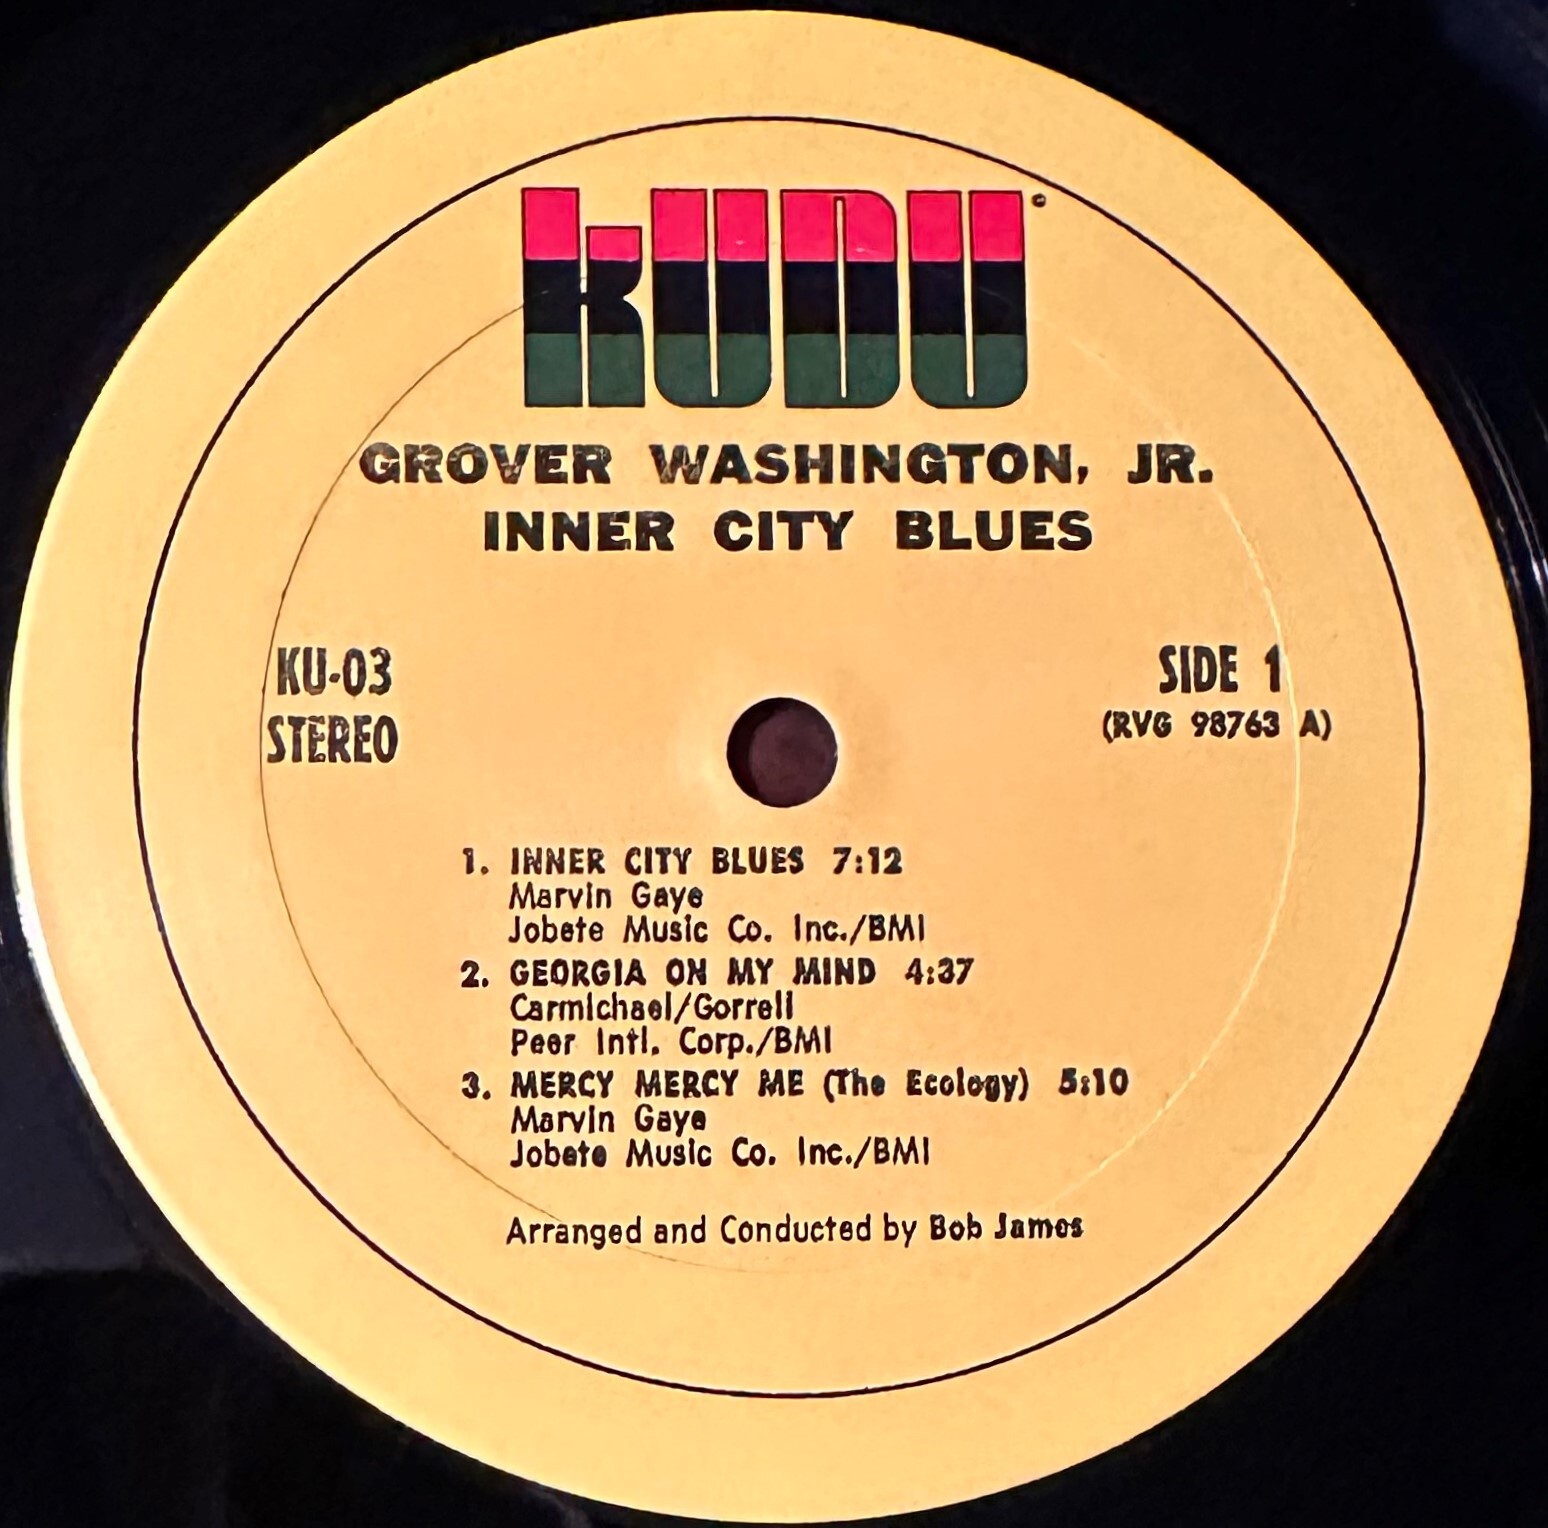 KUDU
GROVER WASHINGTON, JR.
INNER CITY BLUES
KU-03
STEREO
SIDE 1
(RVG 98763 A)
1. INNER CITY BLUES 7:12
Marvin Gaye
Jobete Music Co. Inc./BMI
2. GEORGIA ON MY MIND 4:37
Carmichael/Gorrell
Peer Intl. Corp./BMI
3. MERCY MERCY ME (The Ecology) 5:10
Marvin Gaye
Jobete Music Co. Inc./BMI
Arranged and Conducted by Bob James